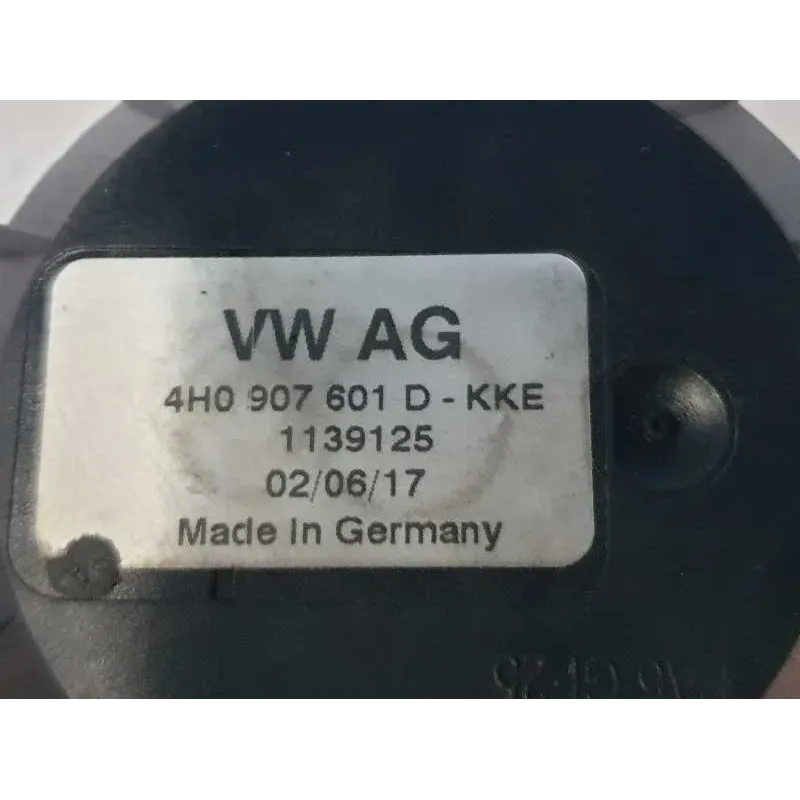 VW AG
4H0 907 601 D - KKE
1139125
02/06/17
Made In Germany